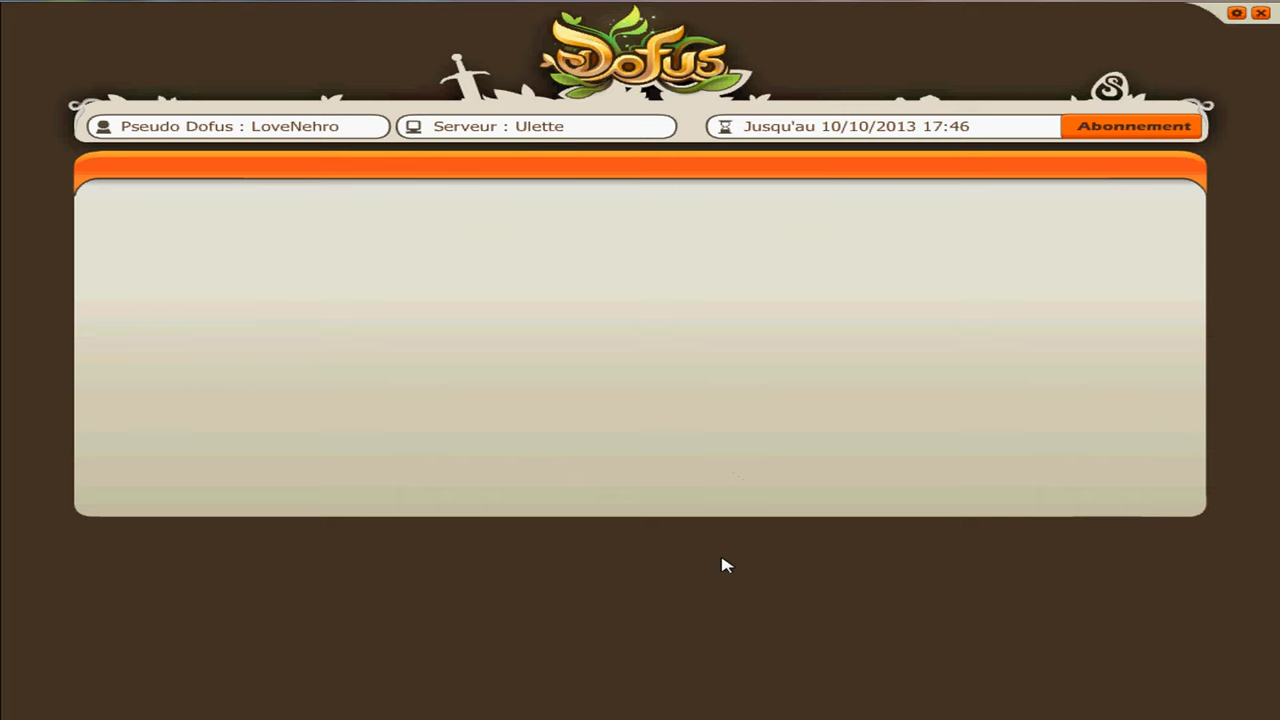 Dofus
Pseudo Dofus : LoveNehro
Serveur : Ulette
Jusqu'au 10/10/2013 17:46
Abonnement